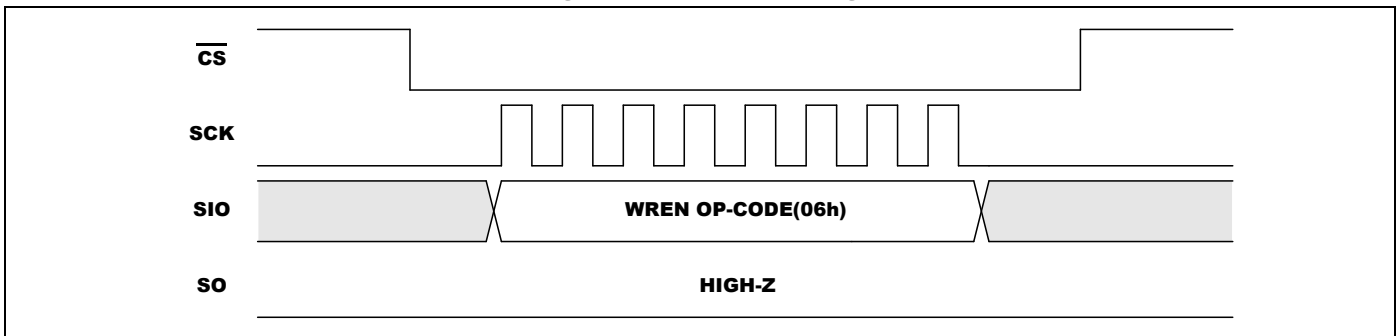 CS
SCK
SIO
WREN OP-CODE(06h)
SO
HIGH-Z